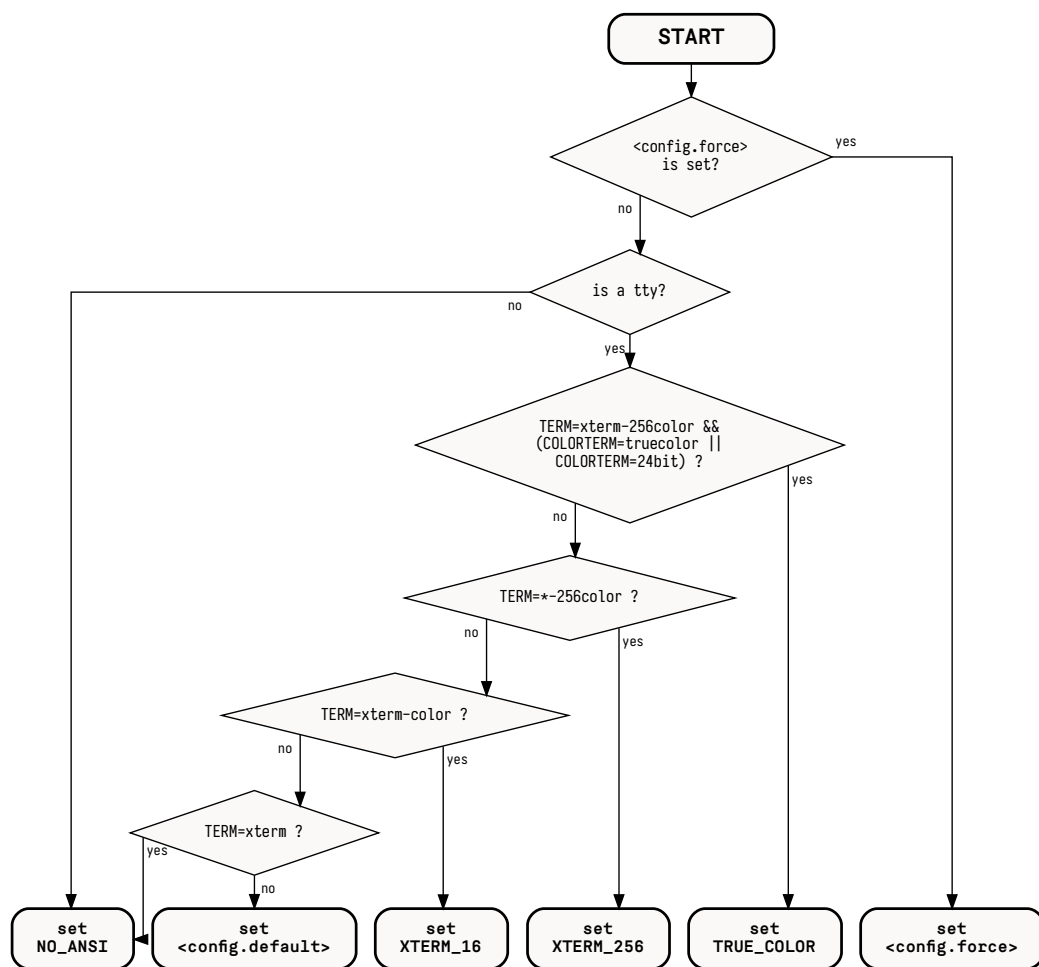 START
<config.force>
is set?
yes
no
is a tty?
no
yes
TERM=xterm-256color &&
(COLORTERM=truecolor ||
COLORTERM=24bit) ?
yes
no
TERM=*-256color ?
no
yes
TERM=xterm-color ?
no
yes
TERM=xterm ?
yes
no
set
NO_ANSI
set
<config.default>
set
XTERM_16
set
XTERM_256
set
TRUE_COLOR
set
<config.force>